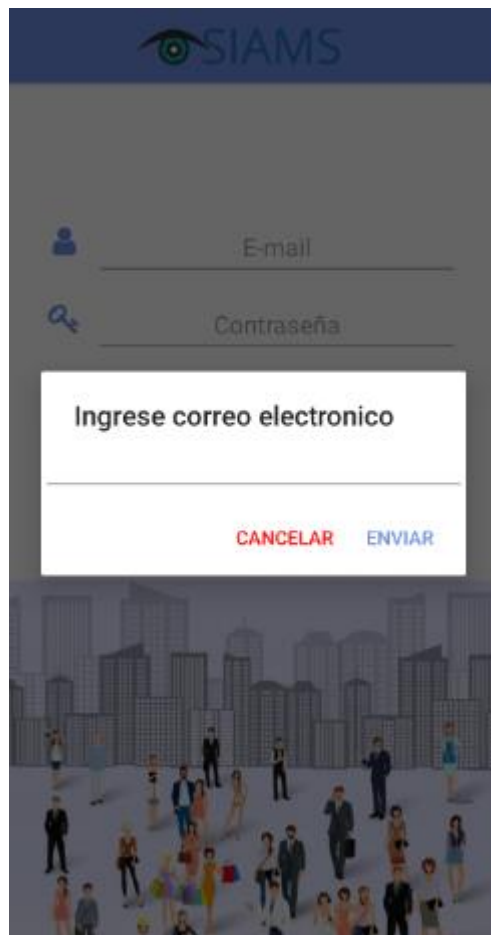 SIAMS
E-mail
Contraseña
Ingrese correo electronico
CANCELAR ENVIAR